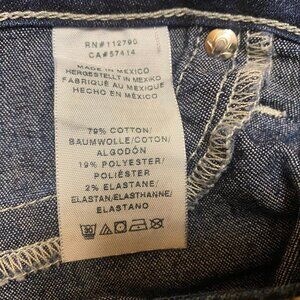 RN#112790
CA#57414
MADE IN MEXICO
HERGESTELLT IN MEXIKO
FABRIQUÉ AU MEXIQUE
HECHO EN MÉXICO
79% COTTON/
BAUMWOLLE/COTON/
ALGODÓN
19% POLYESTER/
POLIÉSTER
2% ELASTANE/
ELASTAN/ELASTHANNE/
ELASTANO